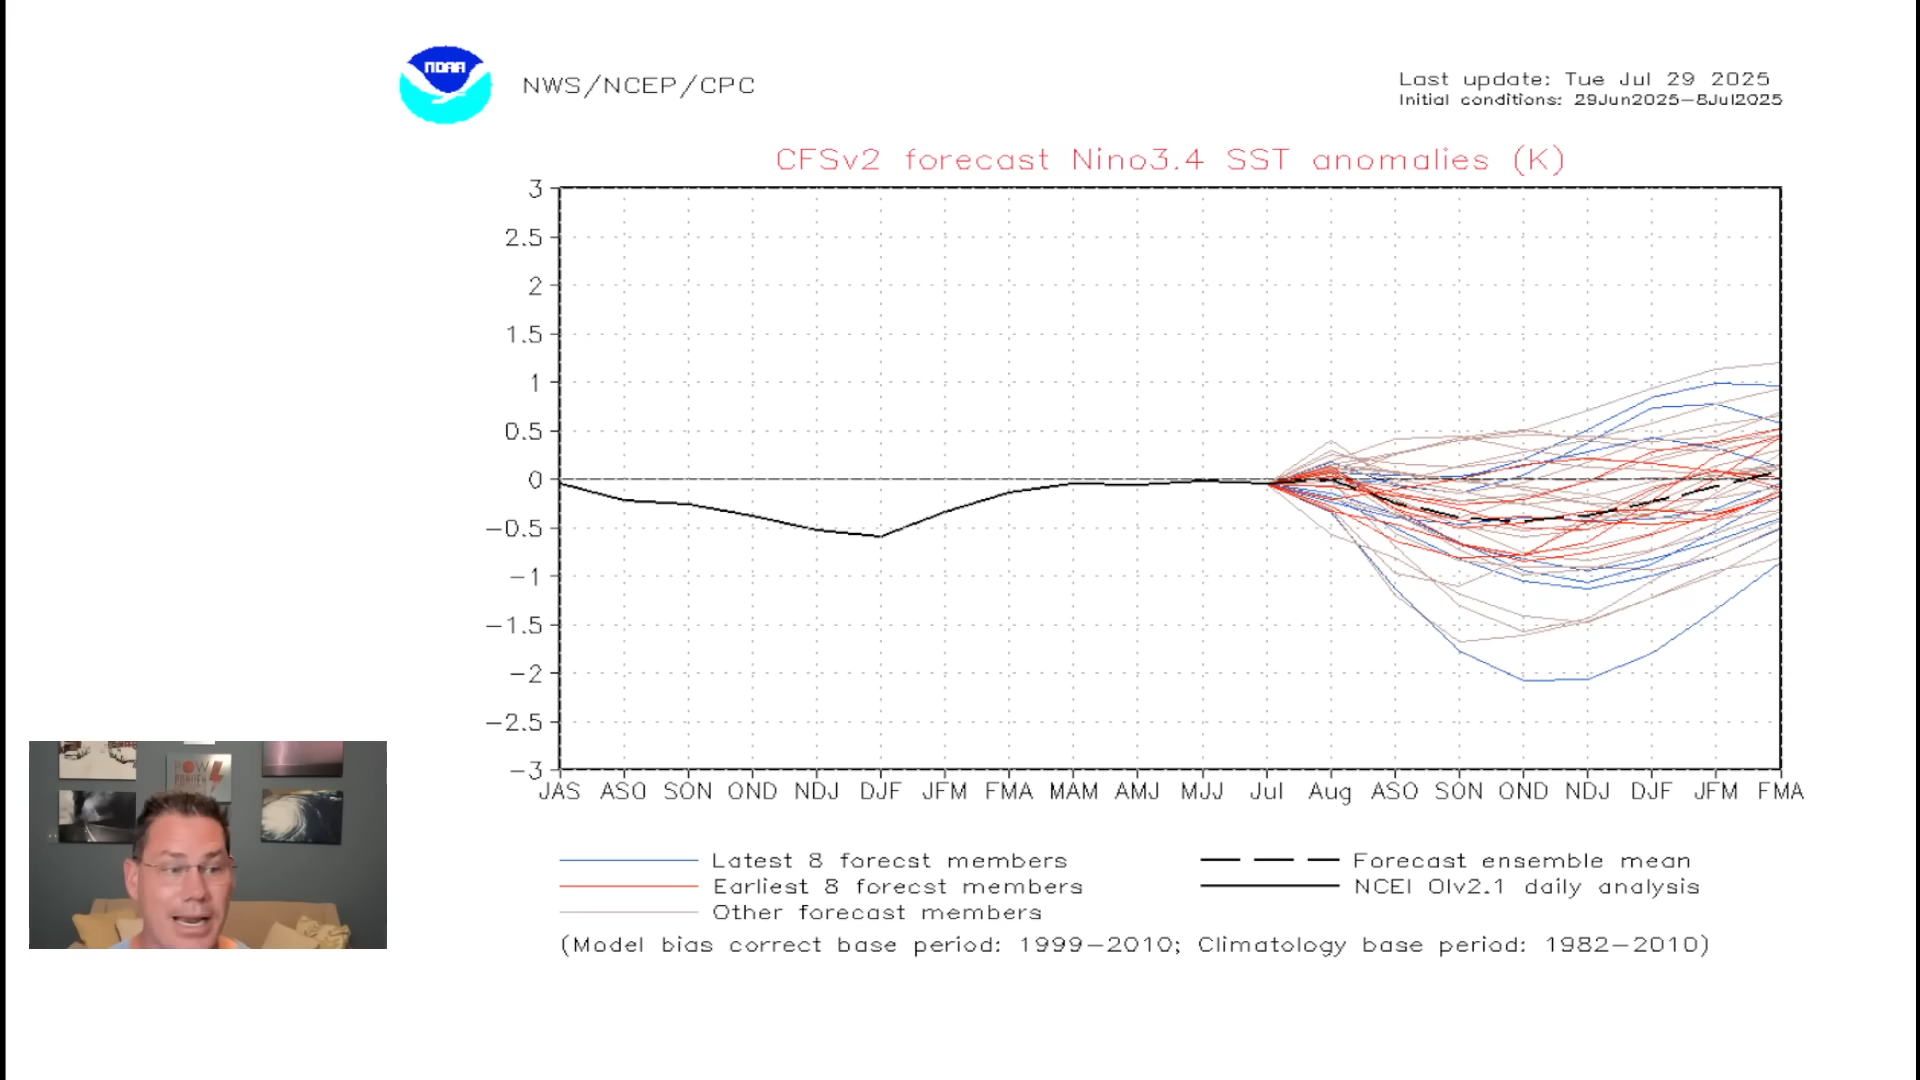 NOAA
NWS/NCEP/CPC
Last update: Tue Jul 29 2025
Initial conditions: 29Jun2025–8Jul2025
CFSv2 forecast Nino3.4 SST anomalies (K)
3
2.5
2
1.5
1
0.5
0
−0.5
−1
−1.5
−2
−2.5
−3
JAS ASO SON OND NDJ DJF JFM FMA MAM AMJ MJJ Jul Aug ASO SON OND NDJ DJF JFM FMA
Latest 8 forecst members
Earliest 8 forecst members
Other forecast members
Forecast ensemble mean
NCEI OIv2.1 daily analysis
(Model bias correct base period: 1999–2010; Climatology base period: 1982–2010)